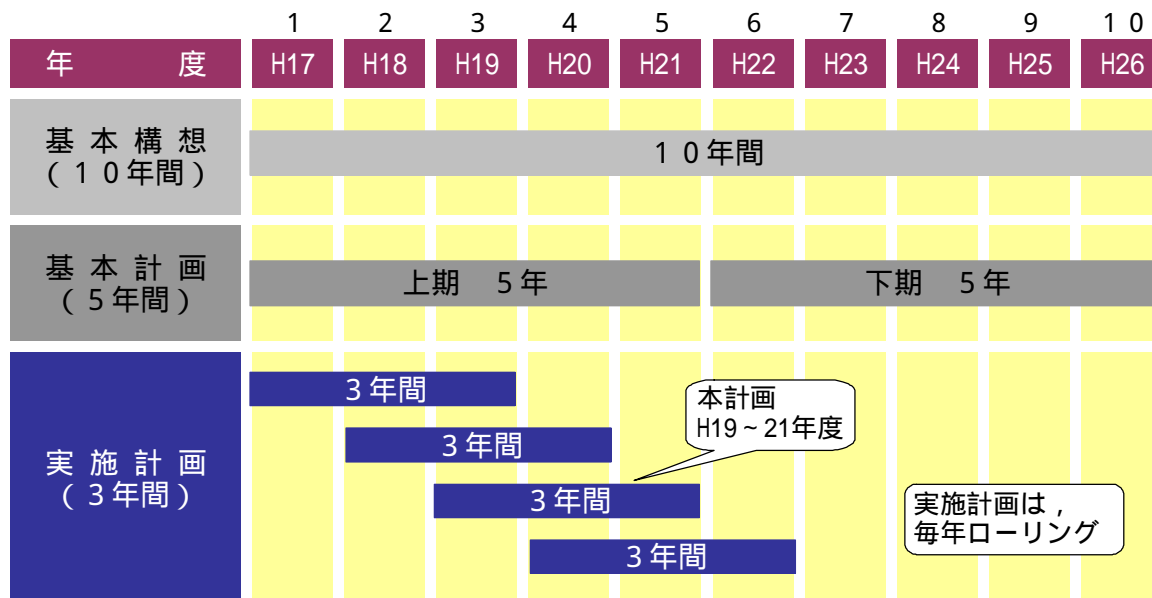 1 2 3 4 5 6 7 8 9 10
年度 H17 H18 H19 H20 H21 H22 H23 H24 H25 H26
基本構想
(10年間)
10年間
基本計画
(5年間)
上期 5年 下期 5年
実施計画
(3年間)
3年間
3年間
3年間
3年間
本計画
H19~21年度
実施計画は,
毎年ローリング